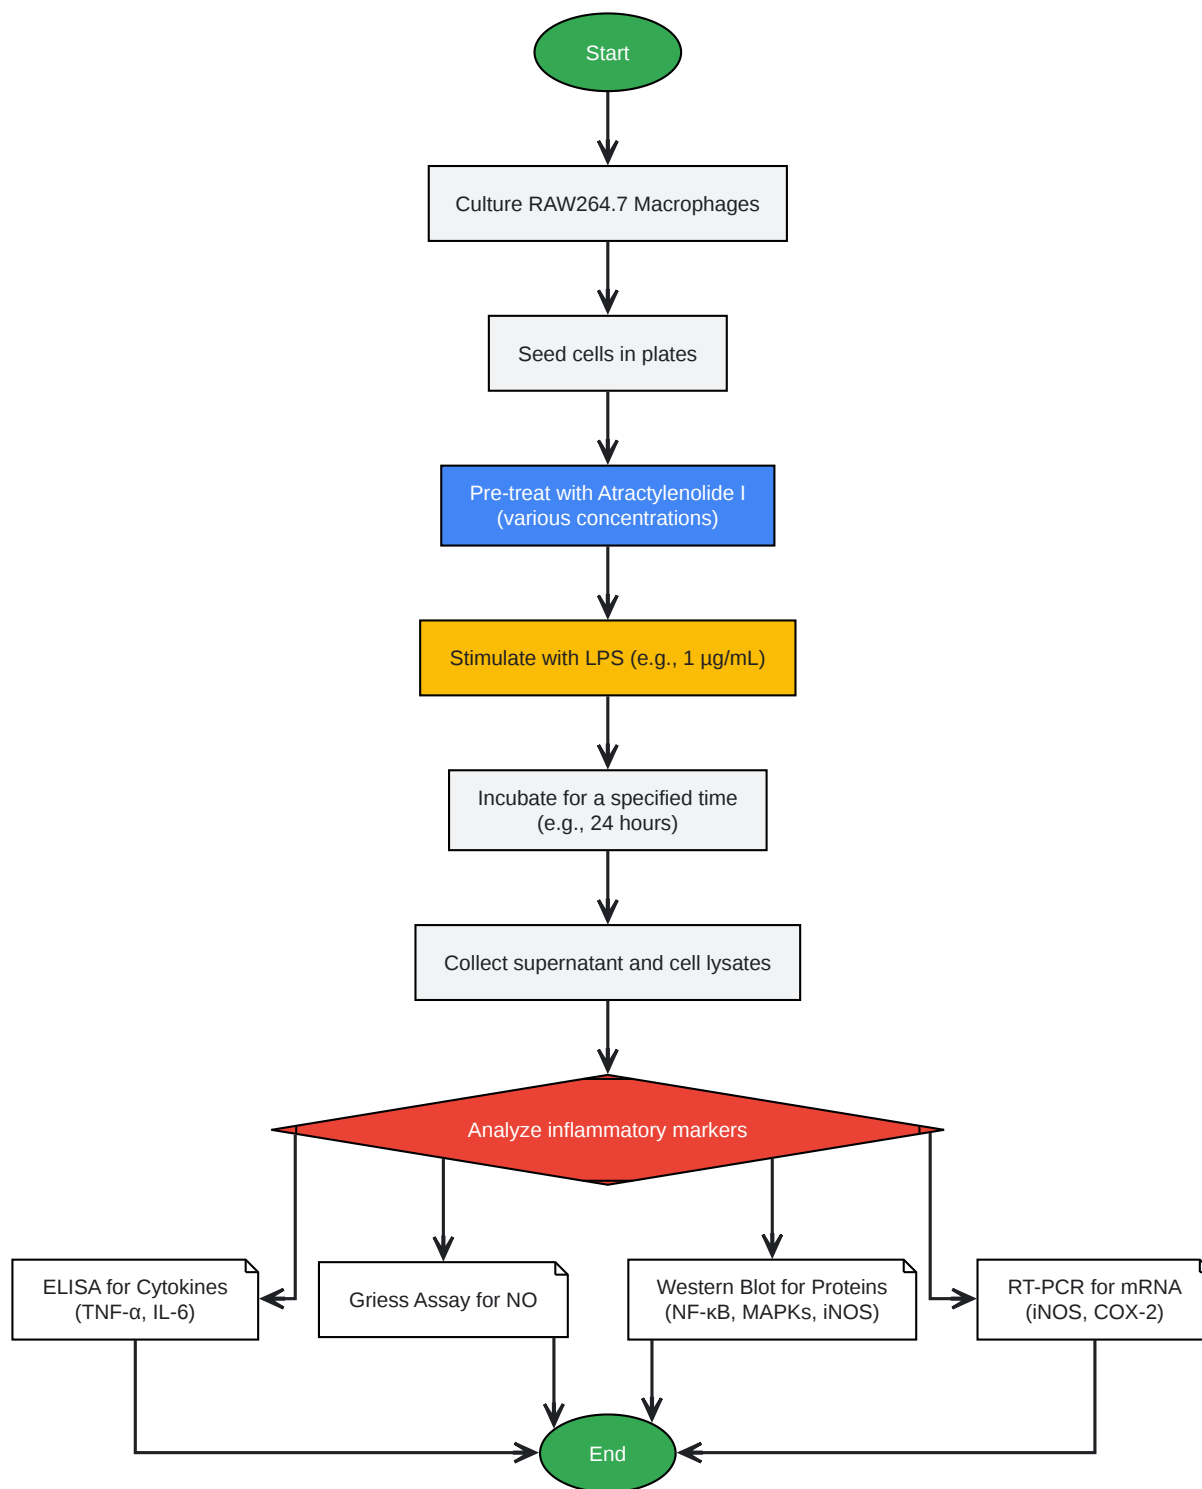 Start
Culture RAW264.7 Macrophages
Seed cells in plates
Pre-treat with Atractylenolide I
(various concentrations)
Stimulate with LPS (e.g., 1 µg/mL)
Incubate for a specified time
(e.g., 24 hours)
Collect supernatant and cell lysates
Analyze inflammatory markers
ELISA for Cytokines
(TNF-α, IL-6)
Griess Assay for NO
Western Blot for Proteins
(NF-κB, MAPKs, iNOS)
RT-PCR for mRNA
(iNOS, COX-2)
End